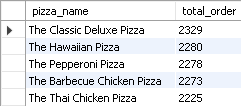 pizza_name total_order
The Classic Deluxe Pizza 2329
The Hawaiian Pizza 2280
The Pepperoni Pizza 2278
The Barbecue Chicken Pizza 2273
The Thai Chicken Pizza 2225